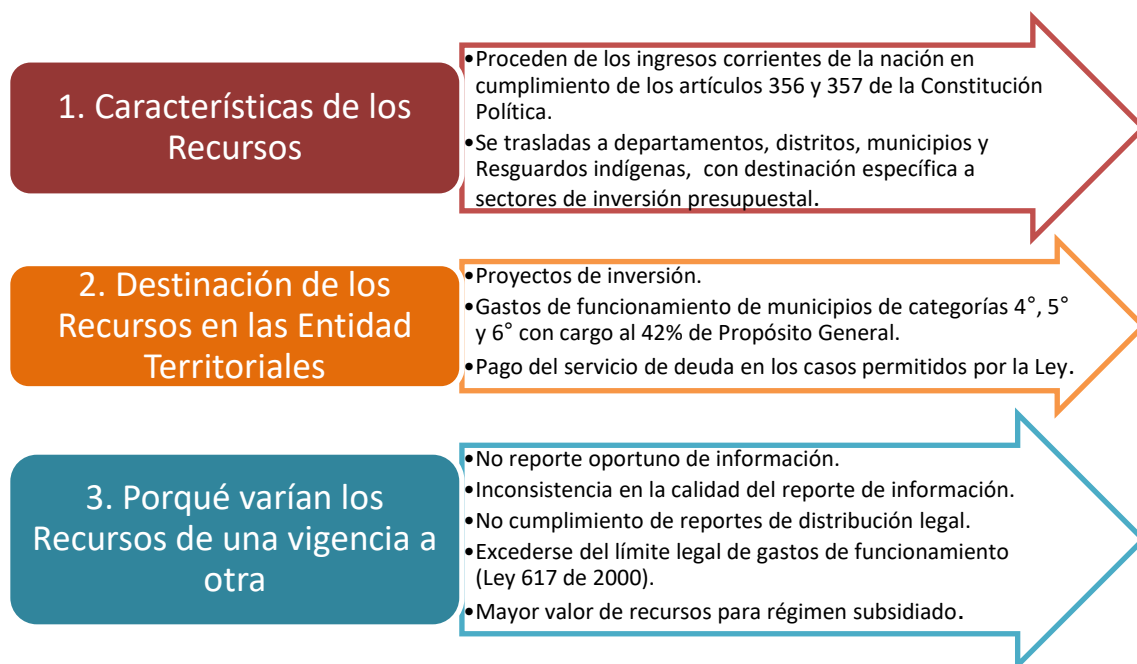 1. Características de los
Recursos
•Proceden de los ingresos corrientes de la nación en
cumplimiento de los artículos 356 y 357 de la Constitución
Política.
•Se trasladas a departamentos, distritos, municipios y
Resguardos indígenas, con destinación específica a
sectores de inversión presupuestal.
2. Destinación de los
Recursos en las Entidad
Territoriales
•Proyectos de inversión.
•Gastos de funcionamiento de municipios de categorías 4°, 5°
y 6° con cargo al 42% de Propósito General.
•Pago del servicio de deuda en los casos permitidos por la Ley.
3. Porqué varían los
Recursos de una vigencia a
otra
•No reporte oportuno de información.
•Inconsistencia en la calidad del reporte de información.
•No cumplimiento de reportes de distribución legal.
•Excederse del límite legal de gastos de funcionamiento
(Ley 617 de 2000).
•Mayor valor de recursos para régimen subsidiado.